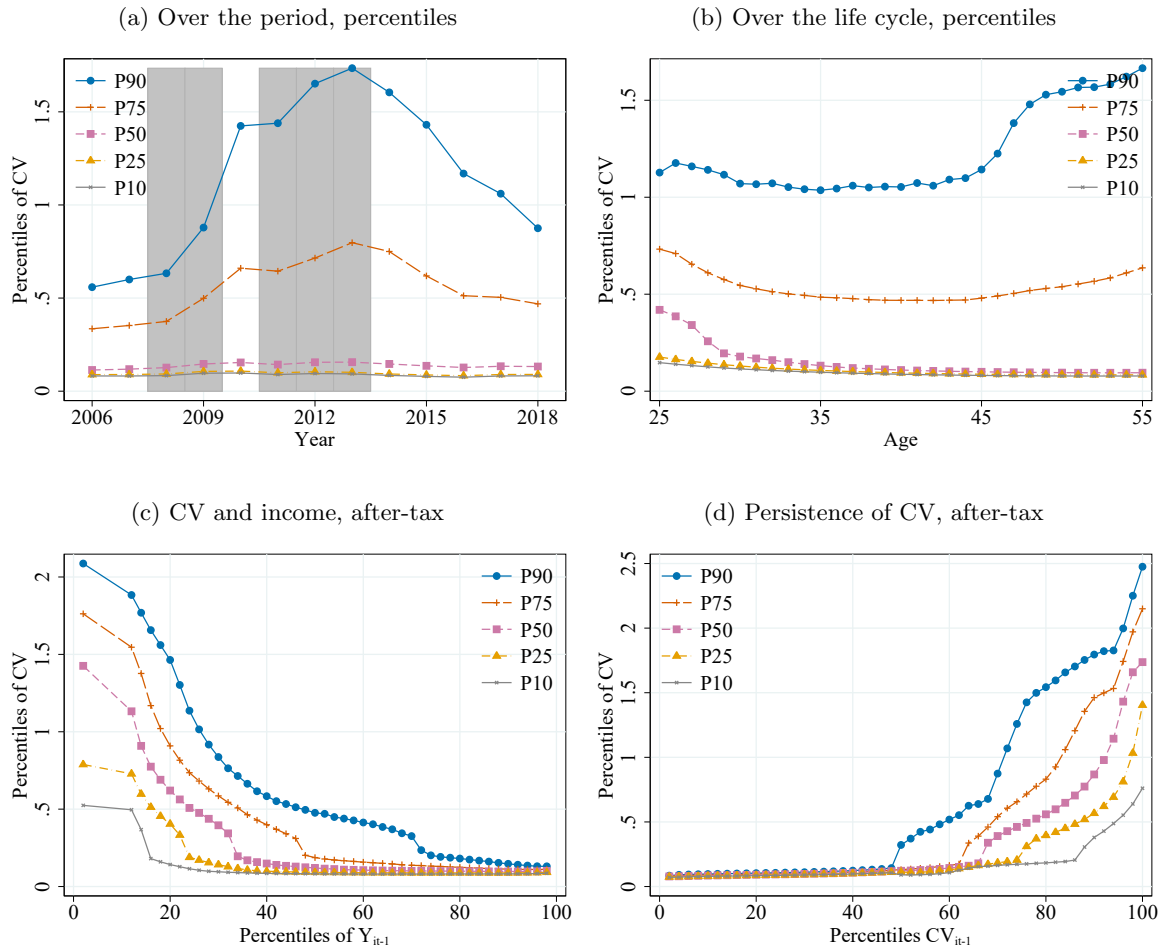 (a) Over the period, percentiles
P90
P75
P50
P25
P10
Percentiles of CV
0
.5
1
1.5
2006
2009
2012
2015
2018
Year
(b) Over the life cycle, percentiles
P90
P75
P50
P25
P10
Percentiles of CV
0
.5
1
1.5
25
35
45
55
Age
(c) CV and income, after-tax
P90
P75
P50
P25
P10
Percentiles of CV
0
.5
1
1.5
2
0
20
40
60
80
100
Percentiles of Y_{it-1}
(d) Persistence of CV, after-tax
P90
P75
P50
P25
P10
Percentiles of CV
0
.5
1
1.5
2
2.5
0
20
40
60
80
100
Percentiles CV_{it-1}